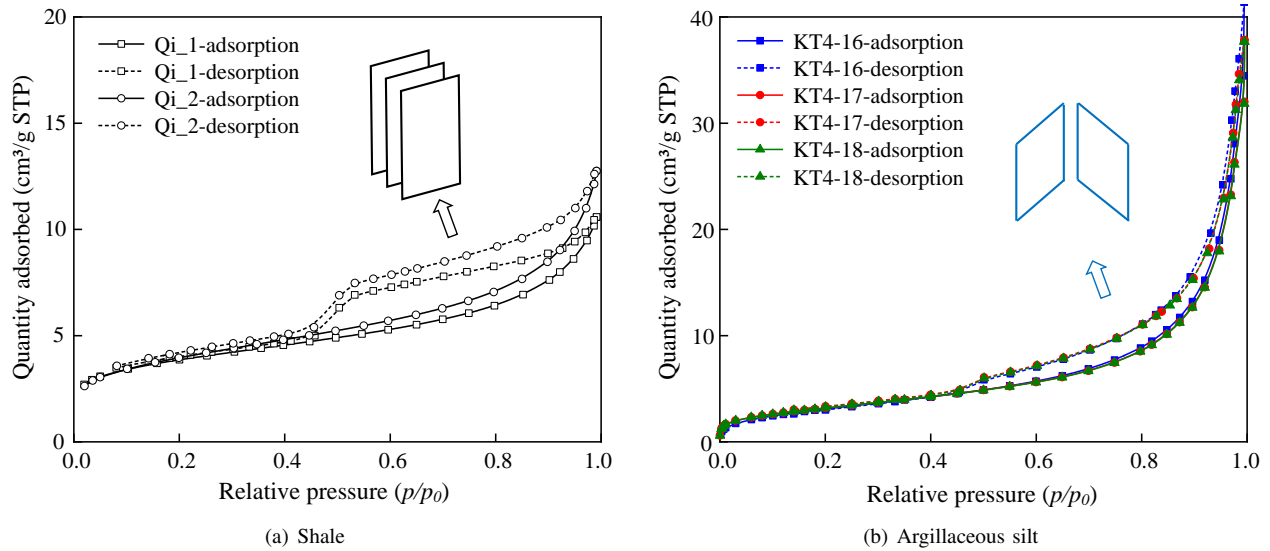 20
15
10
5
0
Quantity adsorbed (cm³/g STP)
Qi_1-adsorption
Qi_1-desorption
Qi_2-adsorption
Qi_2-desorption
0.0 0.2 0.4 0.6 0.8 1.0
Relative pressure (p/p₀)
(a) Shale
40
30
20
10
0
Quantity adsorbed (cm³/g STP)
KT4-16-adsorption
KT4-16-desorption
KT4-17-adsorption
KT4-17-desorption
KT4-18-adsorption
KT4-18-desorption
0.0 0.2 0.4 0.6 0.8 1.0
Relative pressure (p/p₀)
(b) Argillaceous silt